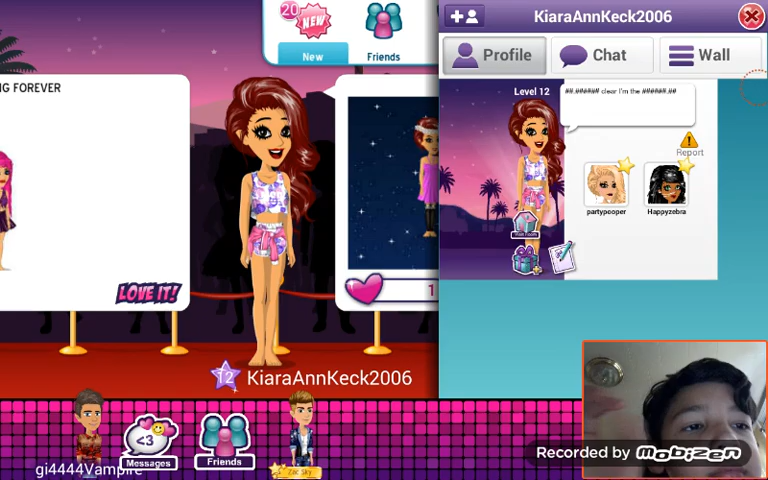 20
NEW
New
Friends
NG FOREVER
LOVE IT!
1
12
KiaraAnnKeck2006
<3
Messages
Friends
gi4444Vampire
KiaraAnnKeck2006
Profile
Chat
Wall
Level 12
##.###### clear I'm the ######.##
Report
partypooper
Happyzebra
Recorded by mobizen